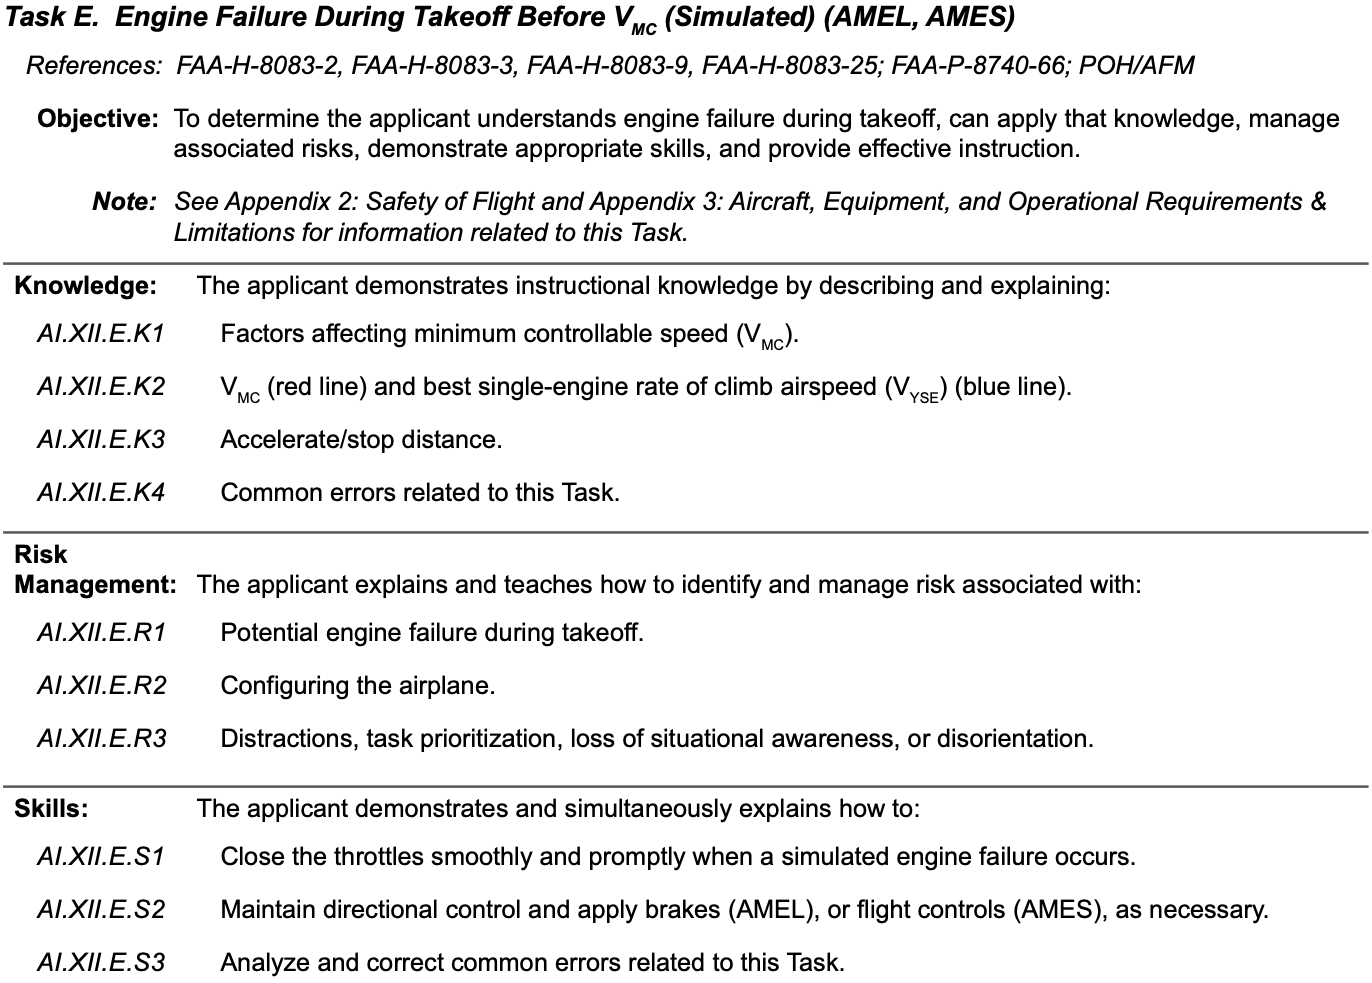 Task E. Engine Failure During Takeoff Before VMC (Simulated) (AMEL, AMES)
References: FAA-H-8083-2, FAA-H-8083-3, FAA-H-8083-9, FAA-H-8083-25; FAA-P-8740-66; POH/AFM
Objective: To determine the applicant understands engine failure during takeoff, can apply that knowledge, manage
associated risks, demonstrate appropriate skills, and provide effective instruction.
Note: See Appendix 2: Safety of Flight and Appendix 3: Aircraft, Equipment, and Operational Requirements &
Limitations for information related to this Task.
Knowledge: The applicant demonstrates instructional knowledge by describing and explaining:
AI.XII.E.K1 Factors affecting minimum controllable speed (VMC).
AI.XII.E.K2 VMC (red line) and best single-engine rate of climb airspeed (VYSE) (blue line).
AI.XII.E.K3 Accelerate/stop distance.
AI.XII.E.K4 Common errors related to this Task.
Risk
Management: The applicant explains and teaches how to identify and manage risk associated with:
AI.XII.E.R1 Potential engine failure during takeoff.
AI.XII.E.R2 Configuring the airplane.
AI.XII.E.R3 Distractions, task prioritization, loss of situational awareness, or disorientation.
Skills: The applicant demonstrates and simultaneously explains how to:
AI.XII.E.S1 Close the throttles smoothly and promptly when a simulated engine failure occurs.
AI.XII.E.S2 Maintain directional control and apply brakes (AMEL), or flight controls (AMES), as necessary.
AI.XII.E.S3 Analyze and correct common errors related to this Task.